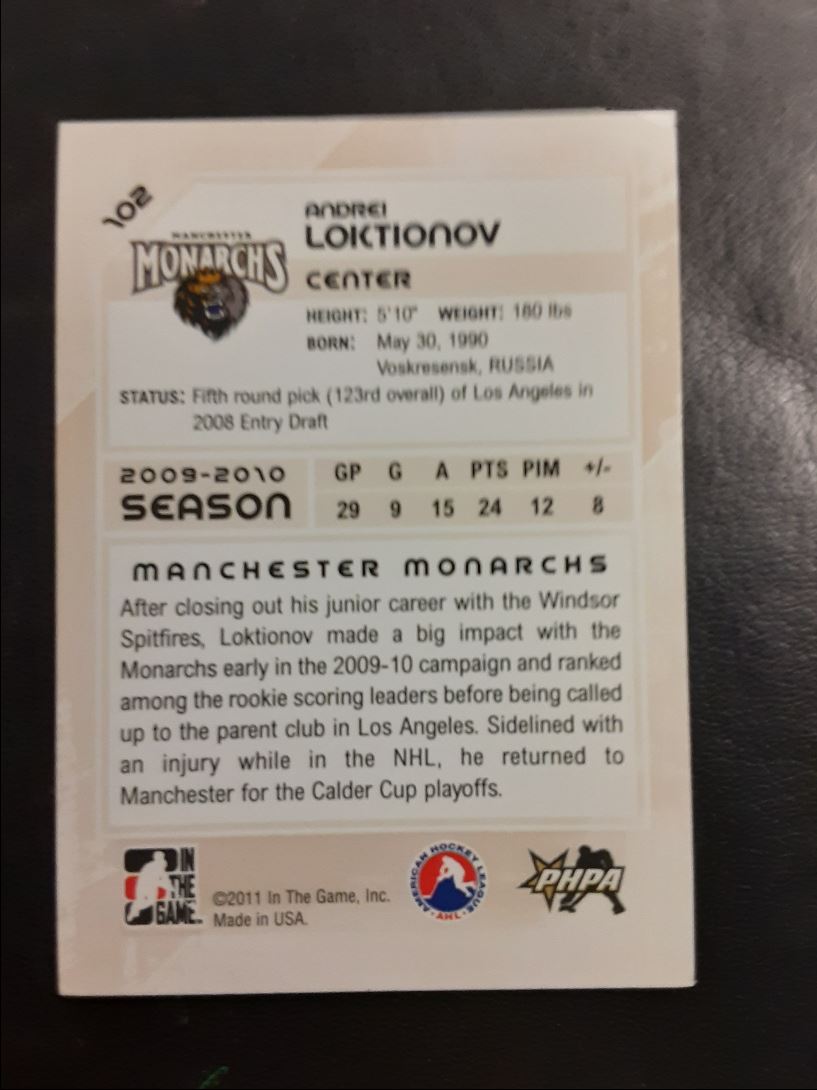 102
ANDREI
LOKTIONOV
MANCHESTER
MONARCHS
CENTER
HEIGHT: 5'10" WEIGHT: 180 lbs
BORN: May 30, 1990
Voskresensk, RUSSIA
STATUS: Fifth round pick (123rd overall) of Los Angeles in
2008 Entry Draft
2009-2010
SEASON
GP G A PTS PIM +/-
29 9 15 24 12 8
MANCHESTER MONARCHS
After closing out his junior career with the Windsor
Spitfires, Loktionov made a big impact with the
Monarchs early in the 2009-10 campaign and ranked
among the rookie scoring leaders before being called
up to the parent club in Los Angeles. Sidelined with
an injury while in the NHL, he returned to
Manchester for the Calder Cup playoffs.
IN
THE
GAME
©2011 In The Game, Inc.
Made in USA.
AMERICAN HOCKEY LEAGUE
AHL
PHPA